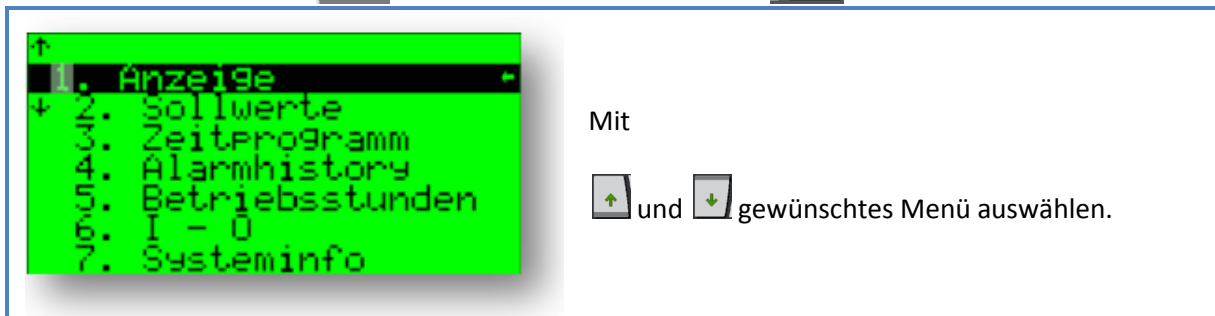 ↑
1. Anzeige ←
↓ 2. Sollwerte
3. Zeitprogramm
4. Alarmhistory
5. Betriebsstunden
6. I - O
7. Systeminfo
Mit
↑ und ↓ gewünschtes Menü auswählen.